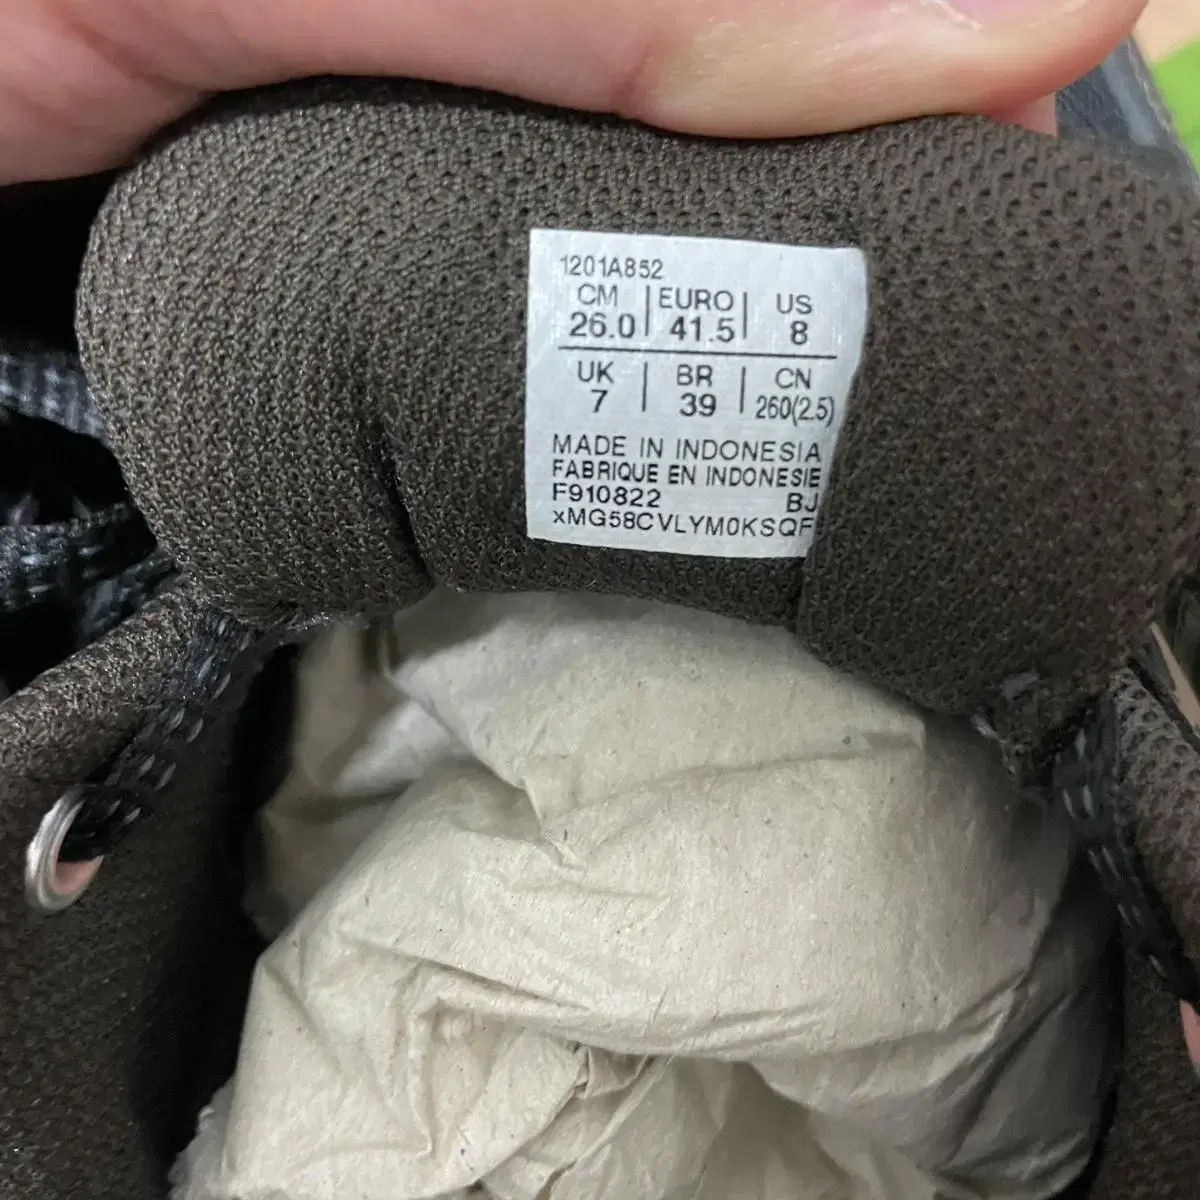 1201A852
CM | EURO | US
26.0 | 41.5 | 8
UK | BR | CN
7 | 39 | 260(2.5)
MADE IN INDONESIA
FABRIQUE EN INDONESIE
F910822 BJ
xMG58CVLYM0KSQF